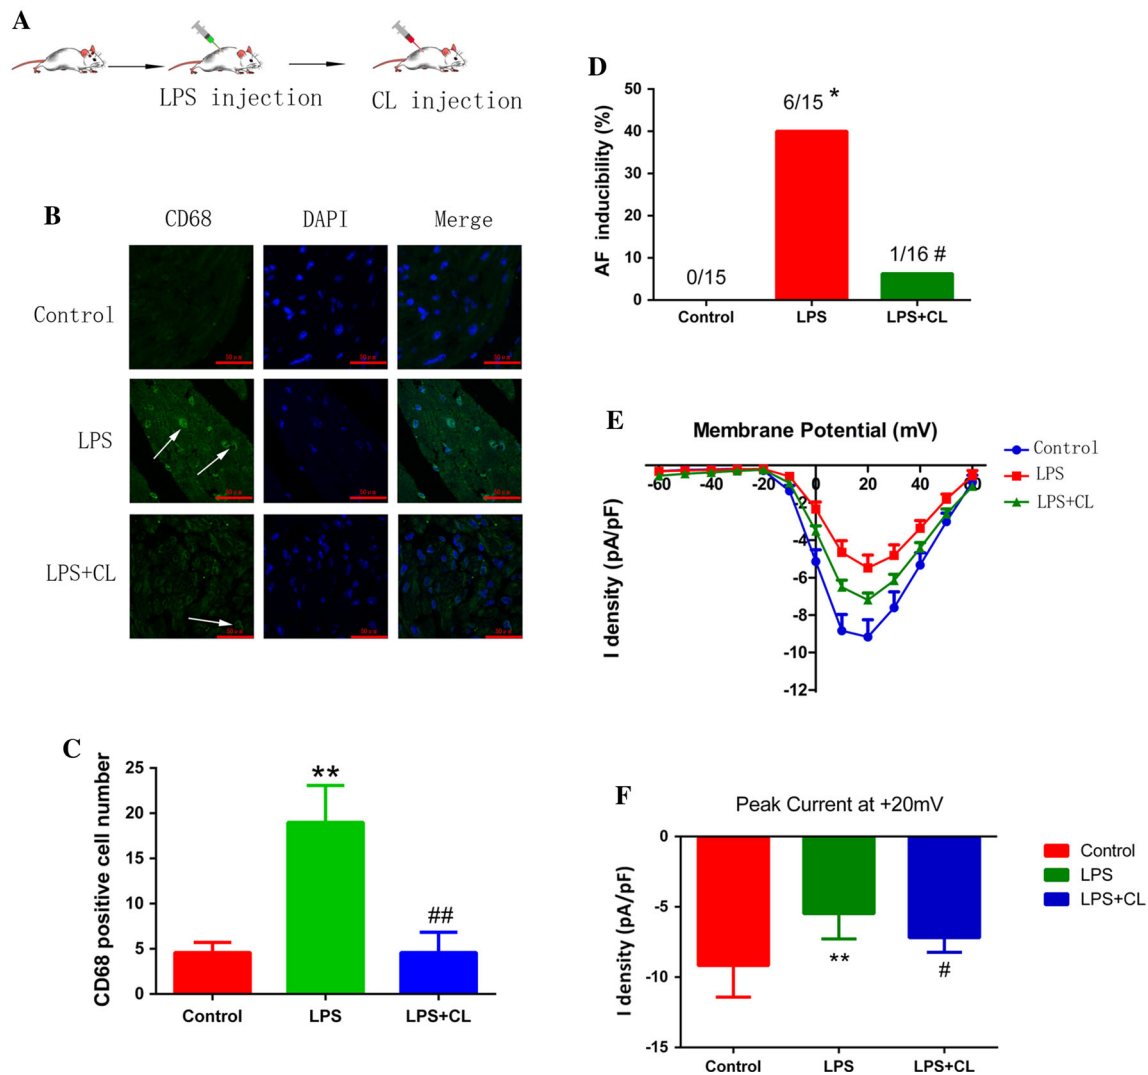 A
LPS injection
CL injection
B
CD68 DAPI Merge
Control
LPS
LPS+CL
C
CD68 positive cell number
25
20
15
10
5
0
**
##
Control LPS LPS+CL
D
AF inducibility (%)
50
40
30
20
10
0
0/15
6/15 *
1/16 #
Control LPS LPS+CL
E
Membrane Potential (mV)
-60 -40 -20 0 20 40
-2
-4
-6
-8
-10
-12
I density (pA/pF)
Control
LPS
LPS+CL
F
Peak Current at +20mV
I density (pA/pF)
0
-5
-10
-15
**
#
Control LPS LPS+CL
Control
LPS
LPS+CL